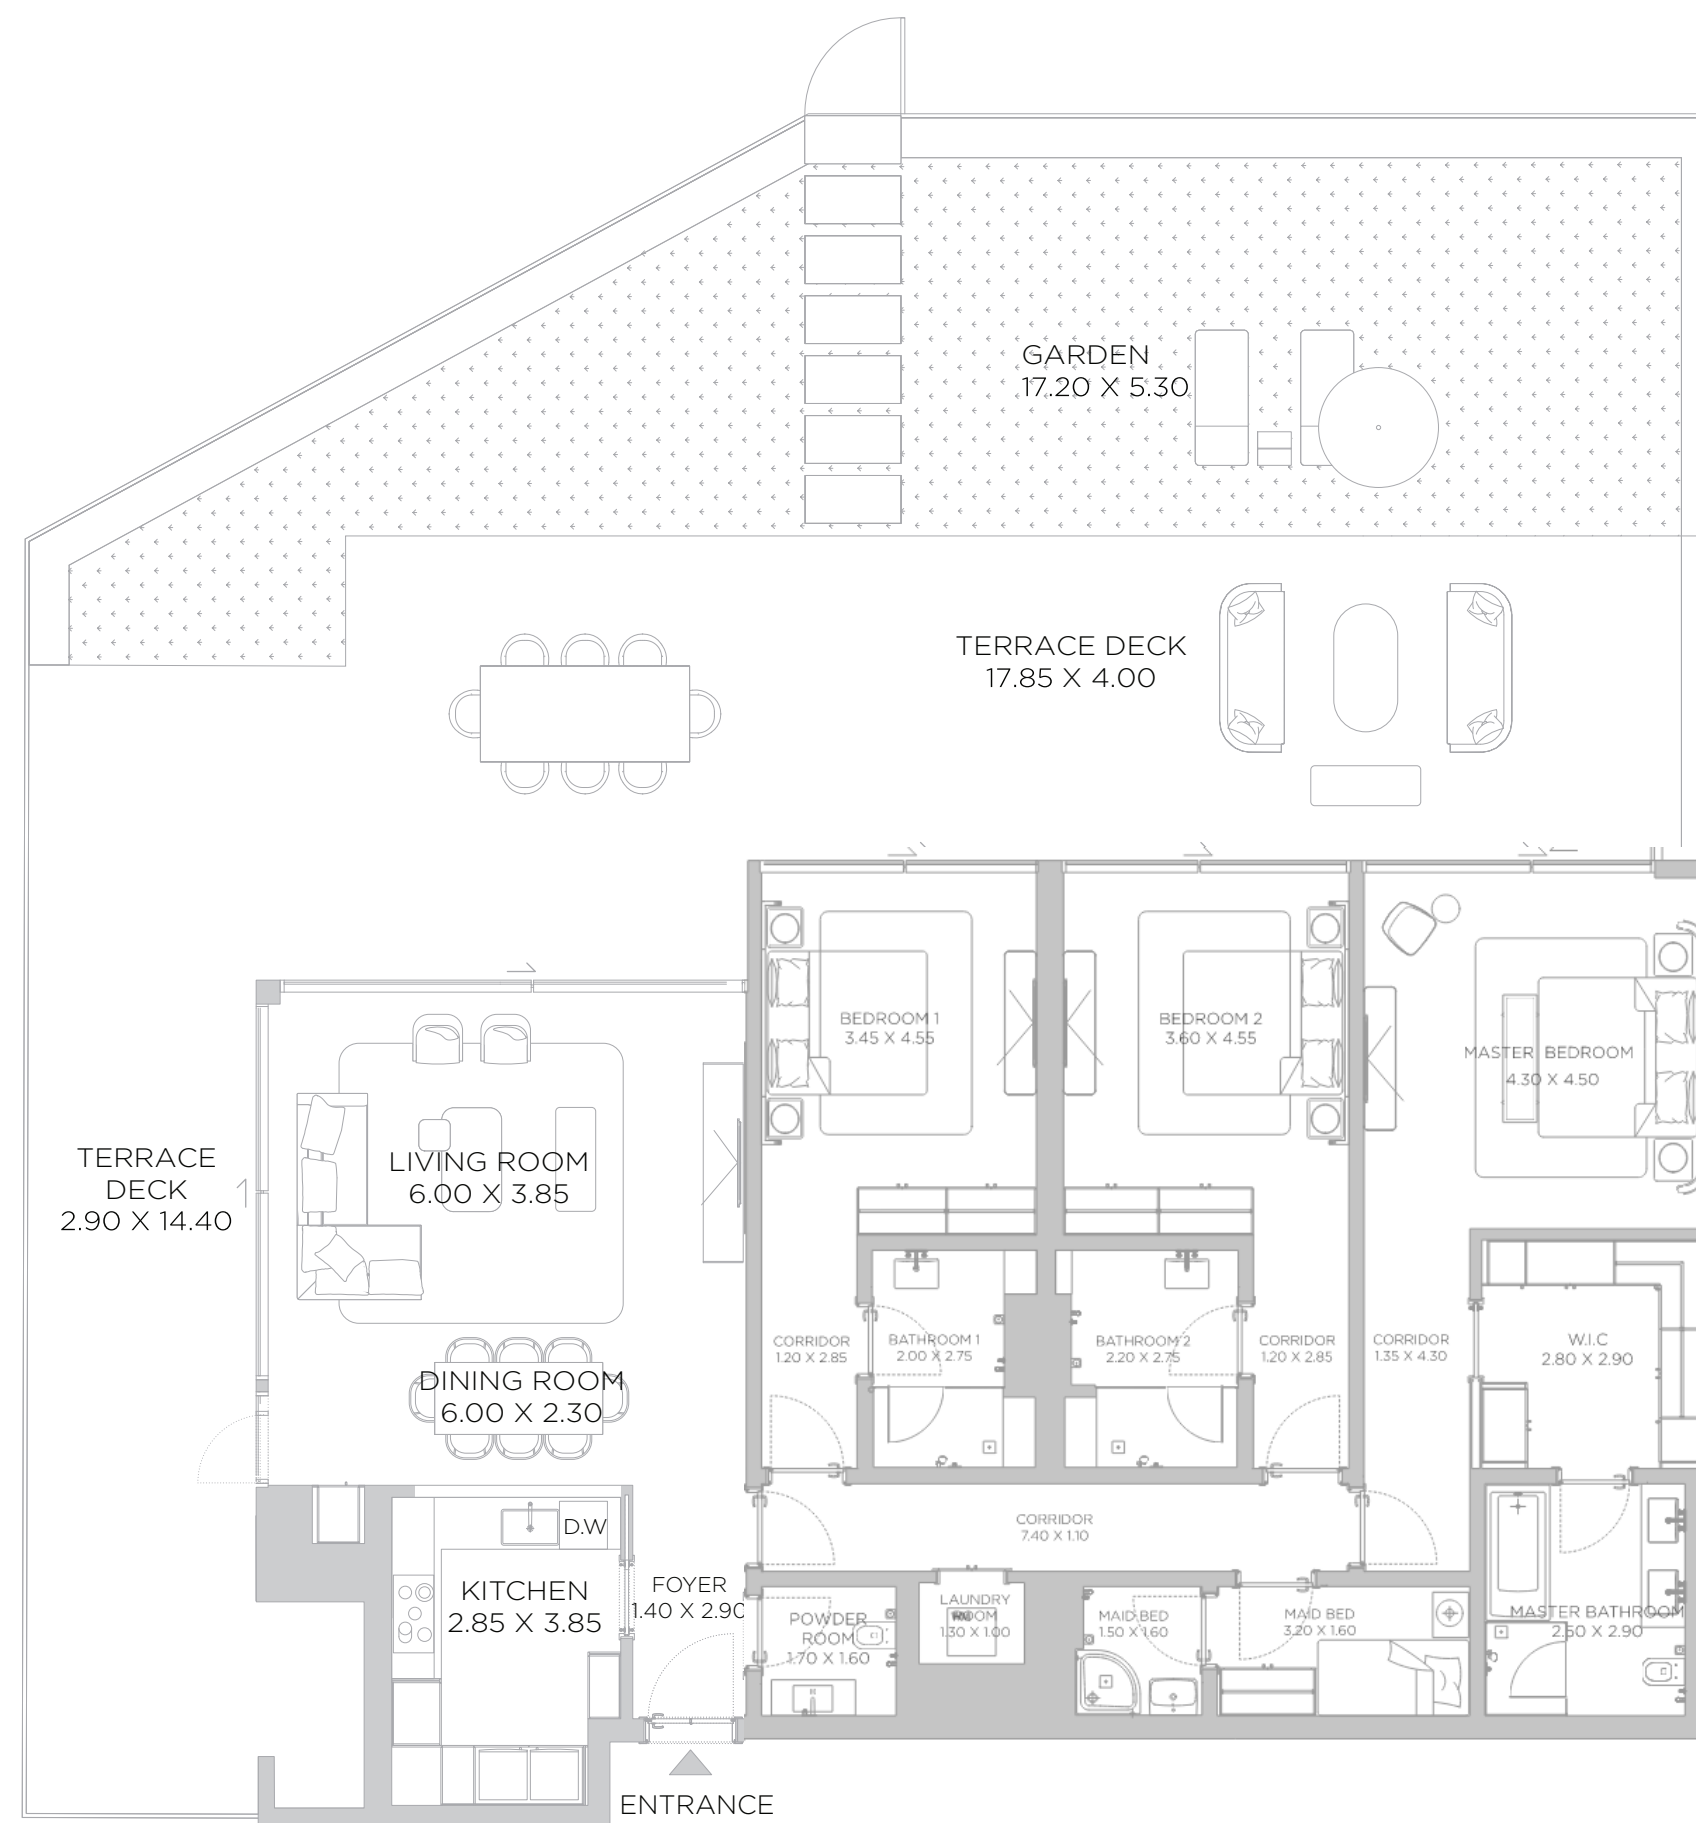 GARDEN
17.20 X 5.30
TERRACE DECK
17.85 X 4.00
BEDROOM 1
3.45 X 4.55
BEDROOM 2
3.60 X 4.55
MASTER BEDROOM
4.30 X 4.50
TERRACE
DECK
2.90 X 14.40
LIVING ROOM
6.00 X 3.85
DINING ROOM
6.00 X 2.30
CORRIDOR
1.20 X 2.85
BATHROOM 1
2.00 X 2.75
BATHROOM 2
2.20 X 2.75
CORRIDOR
1.20 X 2.85
CORRIDOR
1.35 X 4.30
W.I.C
2.80 X 2.90
CORRIDOR
7.40 X 1.10
D.W
KITCHEN
2.85 X 3.85
FOYER
1.40 X 2.90
POWDER
ROOM
1.70 X 1.60
LAUNDRY
ROOM
1.30 X 1.00
MAID BED
1.50 X 1.60
MAID BED
3.20 X 1.60
MASTER BATHROOM
2.50 X 2.90
ENTRANCE